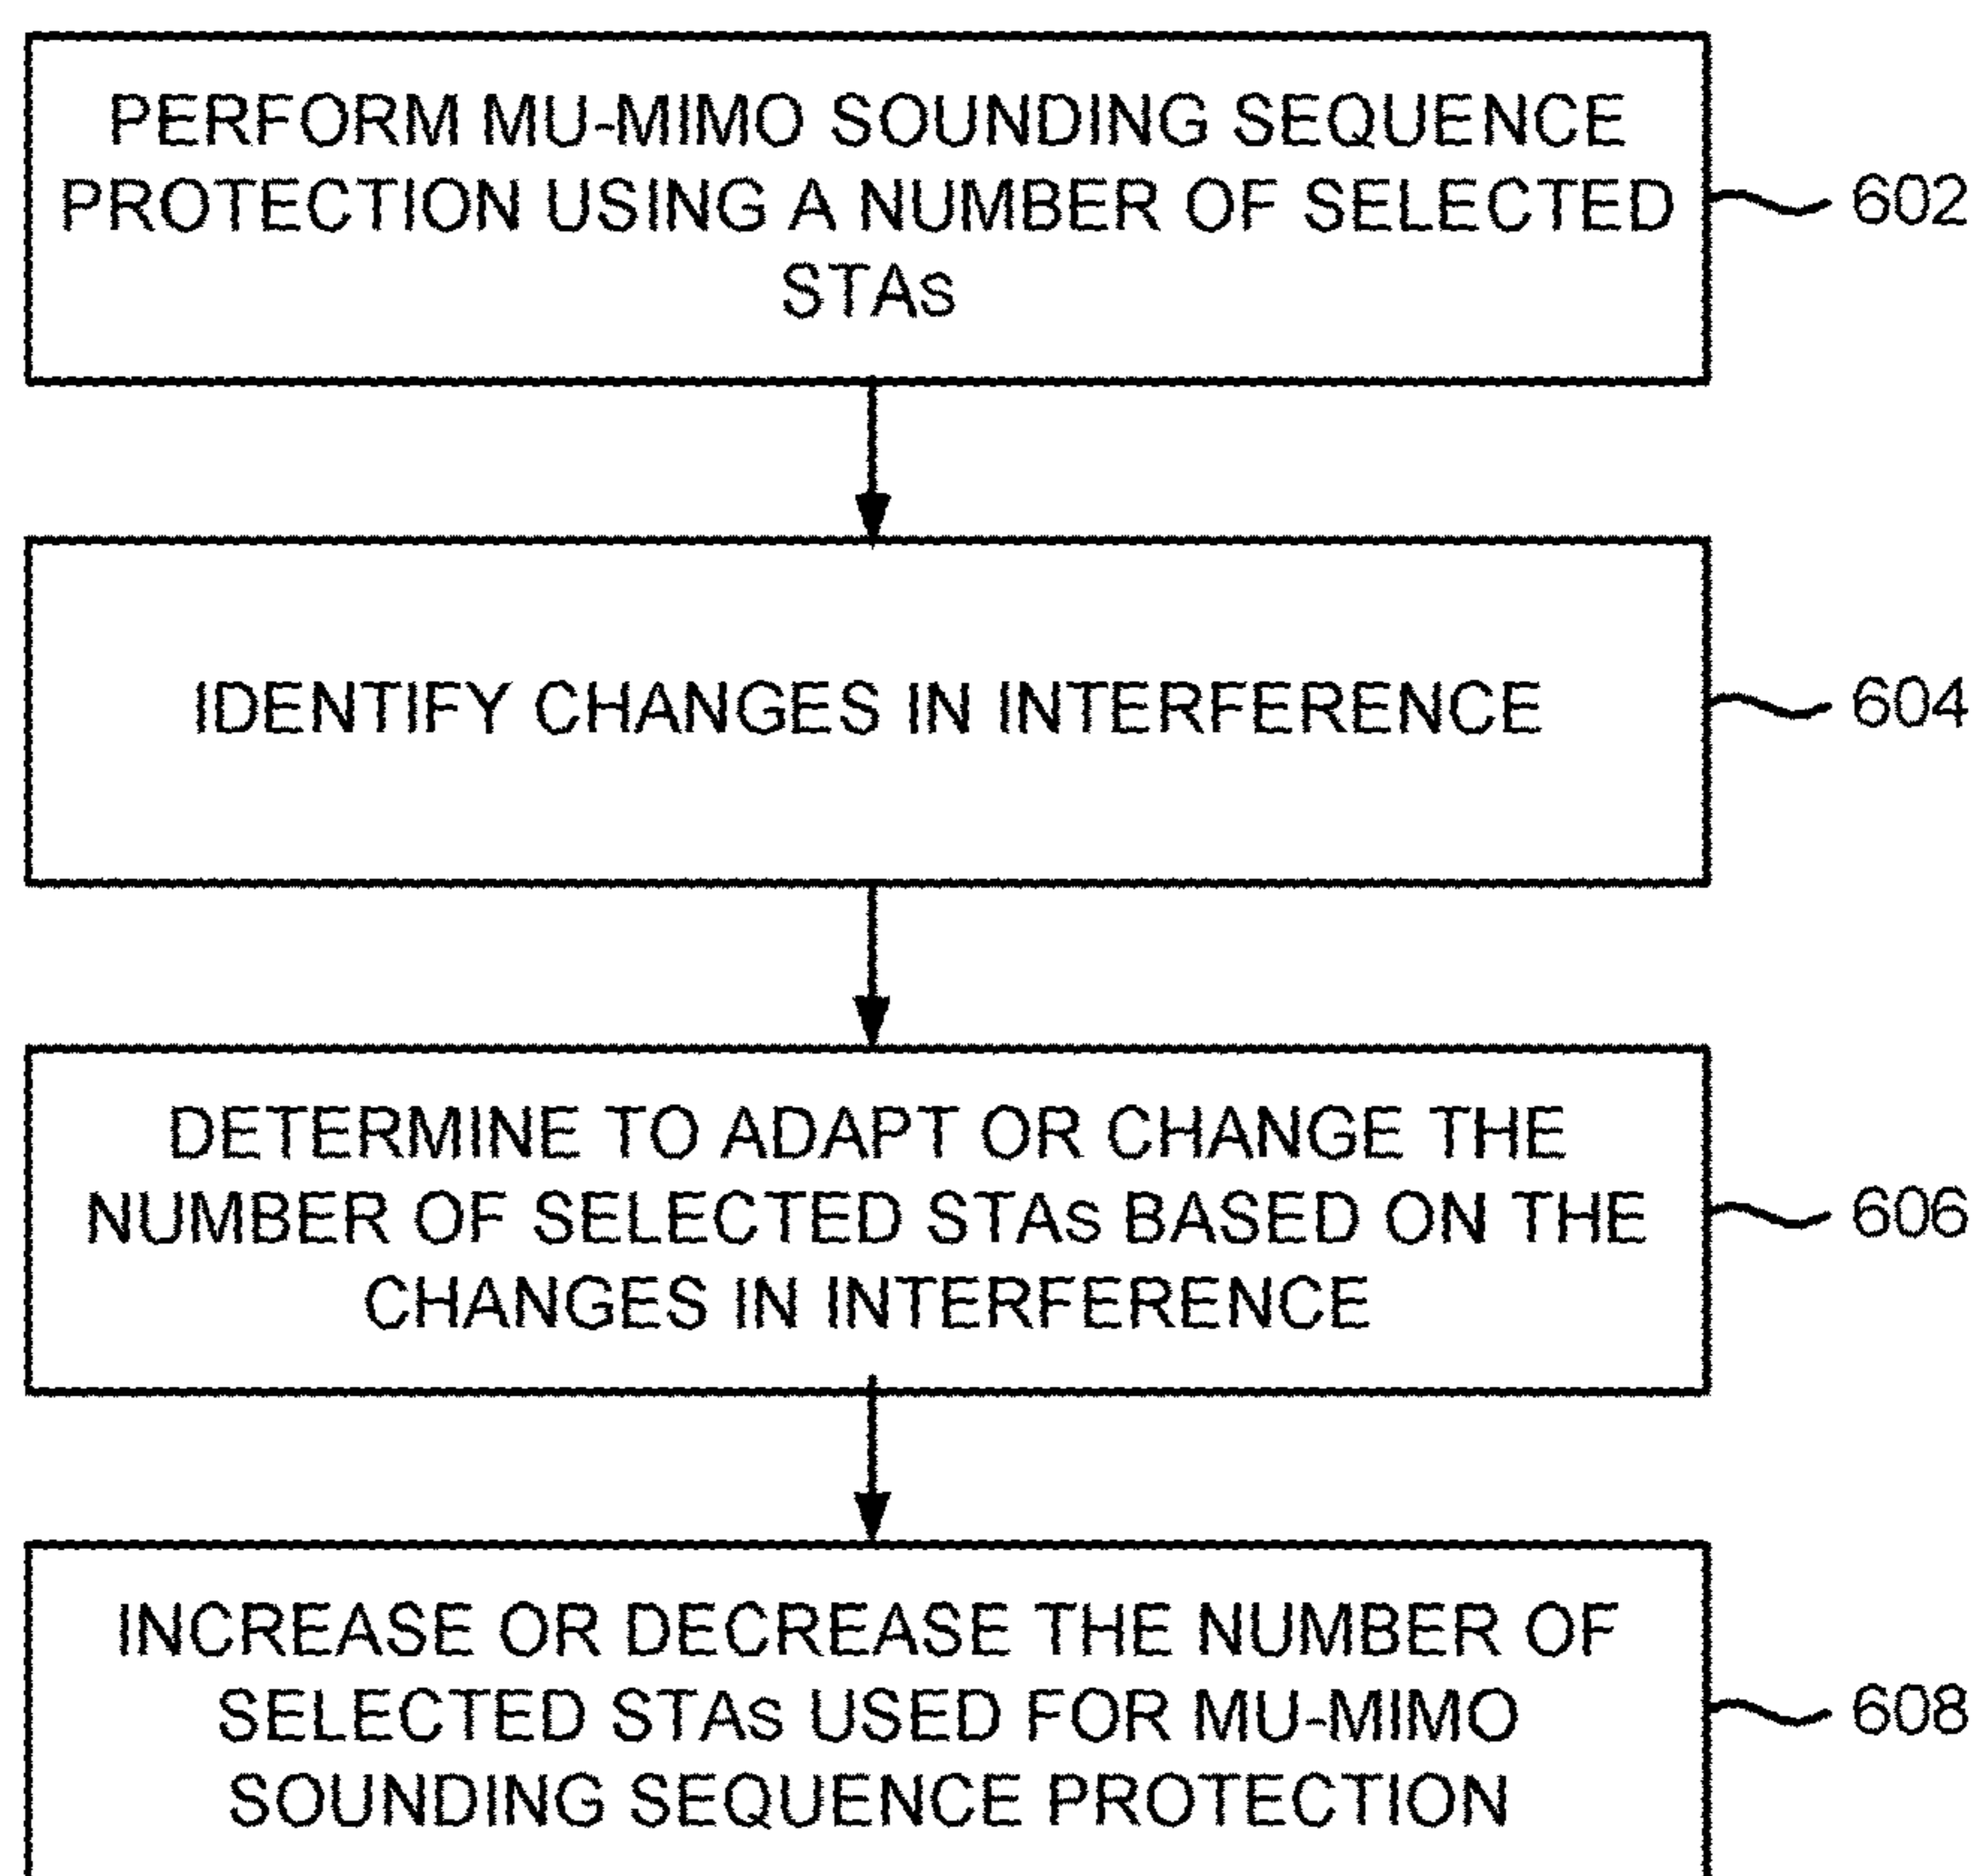 PERFORM MU-MIMO SOUNDING SEQUENCE
PROTECTION USING A NUMBER OF SELECTED
STAs
602
IDENTIFY CHANGES IN INTERFERENCE
604
DETERMINE TO ADAPT OR CHANGE THE
NUMBER OF SELECTED STAs BASED ON THE
CHANGES IN INTERFERENCE
606
INCREASE OR DECREASE THE NUMBER OF
SELECTED STAs USED FOR MU-MIMO
SOUNDING SEQUENCE PROTECTION
608